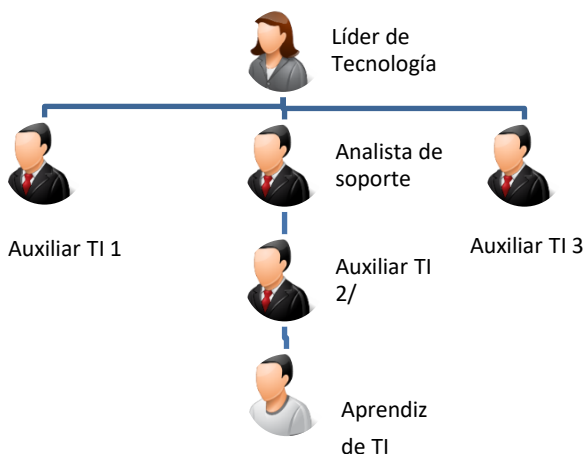 Líder de
Tecnología
Analista de
soporte
Auxiliar TI 1
Auxiliar TI 3
Auxiliar TI
2/
Aprendiz
de TI